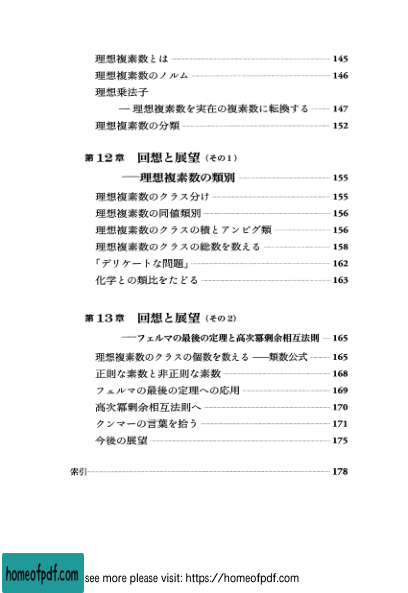 理想複素数とは 145
理想複素数のノルム 146
理想乗法子
― 理想複素数を実在の複素数に転換する 147
理想複素数の分類 152
第12章 回想と展望(その1)
――理想複素数の類別 155
理想複素数のクラス分け 155
理想複素数の同値類別 156
理想複素数のクラスの積とアンビグ類 156
理想複素数のクラスの総数を数える 158
「デリケートな問題」 162
化学との類比をたどる 163
第13章 回想と展望(その2)
――フェルマの最後の定理と高次冪剰余相互法則 165
理想複素数のクラスの個数を数える ――類数公式 165
正則な素数と非正則な素数 168
フェルマの最後の定理への応用 169
高次冪剰余相互法則へ 170
クンマーの言葉を拾う 171
今後の展望 175
索引 178
homeofpdf.com
see more please visit: https://homeofpdf.com